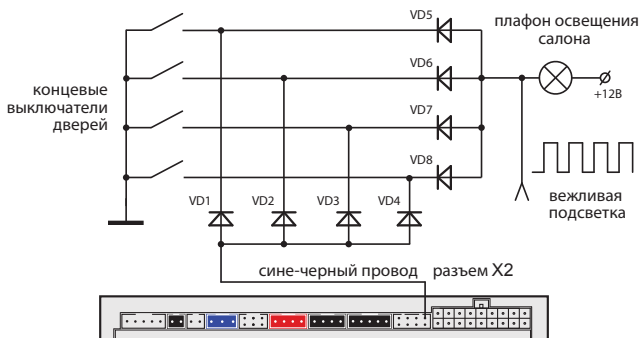 VD5
плафон освещения
салона
VD6
+12В
концевые
выключатели
дверей
VD7
VD8
VD1
VD2
VD3
VD4
вежливая
подсветка
сине-черный провод
разъем X2